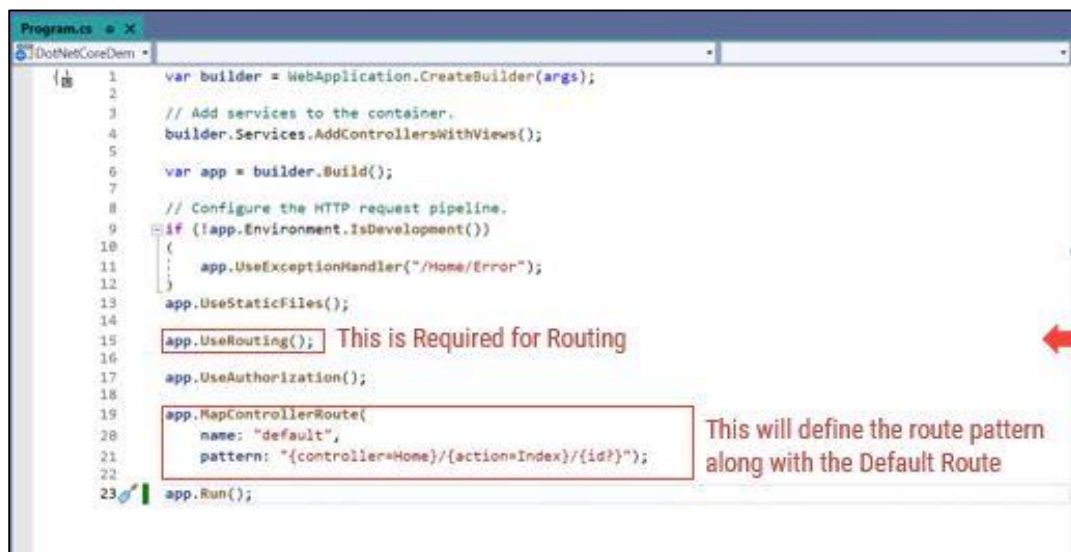 Program.cs
DotNetCoreDem
1 var builder = WebApplication.CreateBuilder(args);
2
3 // Add services to the container.
4 builder.Services.AddControllersWithViews();
5
6 var app = builder.Build();
7
8 // Configure the HTTP request pipeline.
9 if (!app.Environment.IsDevelopment())
10 {
11 app.UseExceptionHandler("/Home/Error");
12 }
13 app.UseStaticFiles();
14
15 app.UseRouting(); This is Required for Routing
16
17 app.UseAuthorization();
18
19 app.MapControllerRoute(
20 name: "default",
21 pattern: "{controller=Home}/{action=Index}/{id?}");
22
This will define the route pattern
along with the Default Route
23 app.Run();